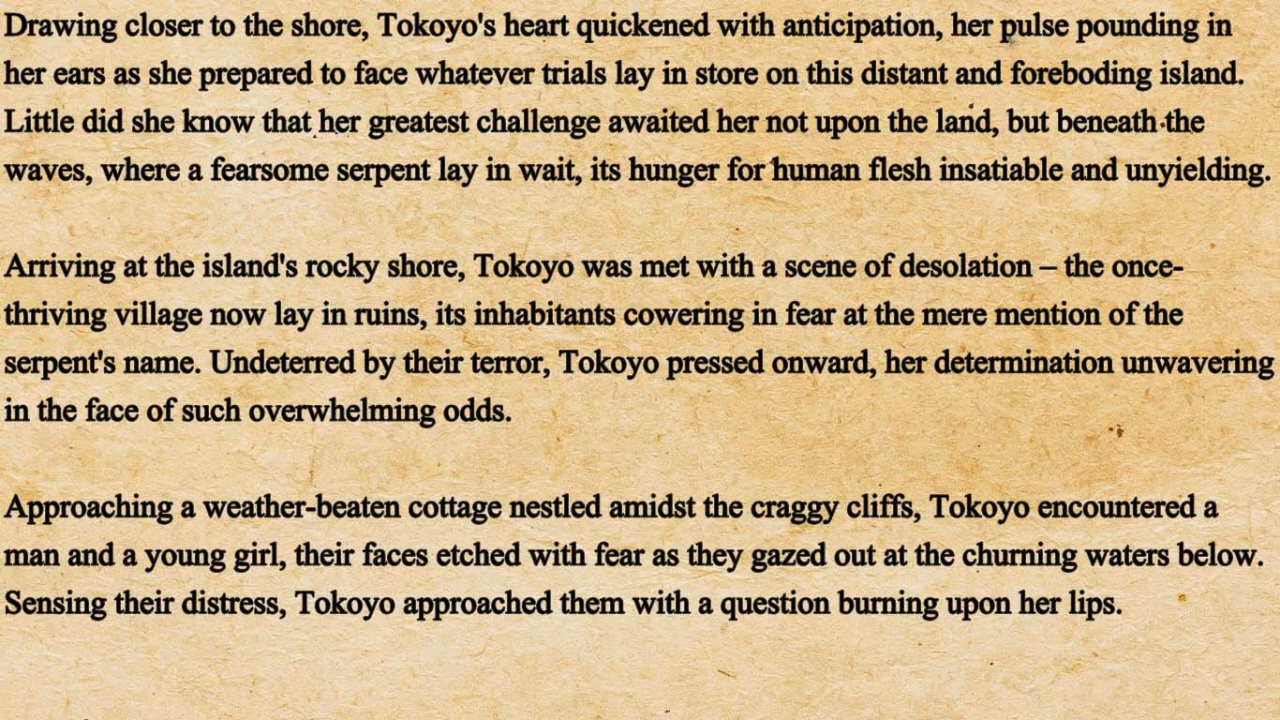 Drawing closer to the shore, Tokoyo's heart quickened with anticipation, her pulse pounding in
her ears as she prepared to face whatever trials lay in store on this distant and foreboding island.
Little did she know that her greatest challenge awaited her not upon the land, but beneath the
waves, where a fearsome serpent lay in wait, its hunger for human flesh insatiable and unyielding.
Arriving at the island's rocky shore, Tokoyo was met with a scene of desolation – the once-
thriving village now lay in ruins, its inhabitants cowering in fear at the mere mention of the
serpent's name. Undeterred by their terror, Tokoyo pressed onward, her determination unwavering
in the face of such overwhelming odds.
Approaching a weather-beaten cottage nestled amidst the craggy cliffs, Tokoyo encountered a
man and a young girl, their faces etched with fear as they gazed out at the churning waters below.
Sensing their distress, Tokoyo approached them with a question burning upon her lips.